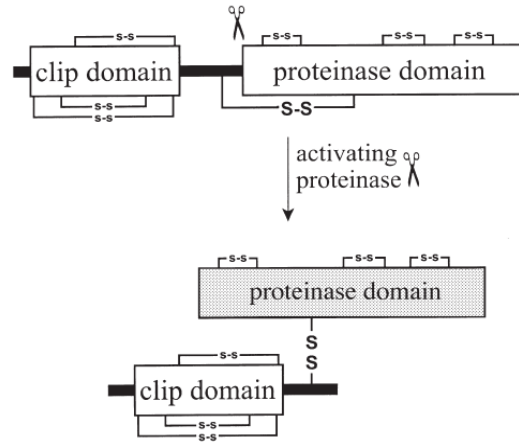 s-s s-s s-s s-s
clip domain proteinase domain
s-s
s-s
S-S
activating
proteinase
s-s s-s s-s
proteinase domain
S
S
s-s
clip domain
s-s
s-s